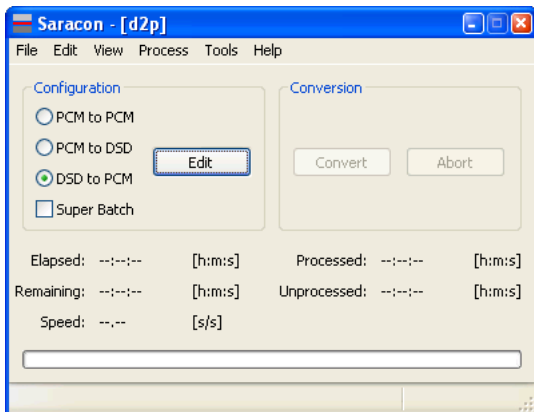 Saracon - [d2p]
File Edit View Process Tools Help
Configuration
PCM to PCM
PCM to DSD
DSD to PCM
Super Batch
Edit
Conversion
Convert Abort
Elapsed: --:--:-- [h:m:s] Processed: --:--:-- [h:m:s]
Remaining: --:--:-- [h:m:s] Unprocessed: --:--:-- [h:m:s]
Speed: --.-- [s/s]